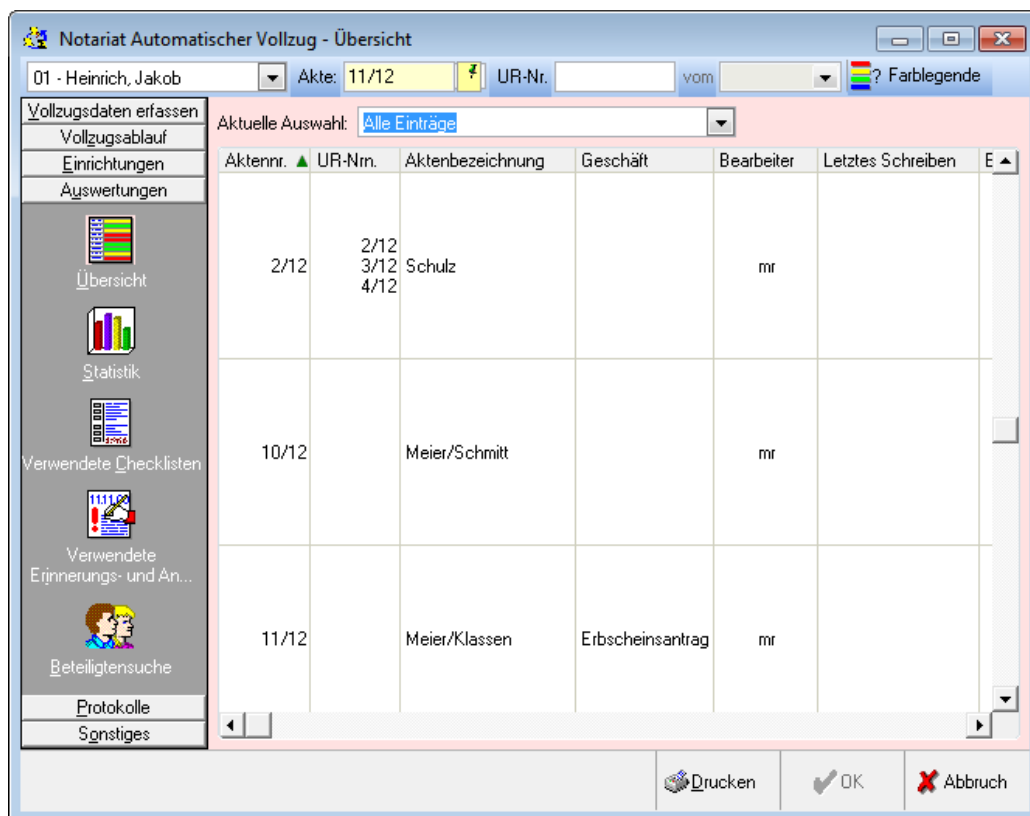 Notariat Automatischer Vollzug - Übersicht
01 - Heinrich, Jakob Akte: 11/12 UR-Nr. vom ? Farblegende
Vollzugsdaten erfassen
Vollzugsablauf
Einrichtungen
Auswertungen
Übersicht
Statistik
Verwendete Checklisten
11.11.00
Verwendete
Erinnerungs- und An...
Beteiligtensuche
Protokolle
Sonstiges
Aktuelle Auswahl: Alle Einträge
Aktennr. UR-Nrn. Aktenbezeichnung Geschäft Bearbeiter Letztes Schreiben E
2/12
2/12 3/12 Schulz mr
4/12
10/12 Meier/Schmitt mr
11/12 Meier/Klassen Erbscheinsantrag mr
Drucken OK Abbruch